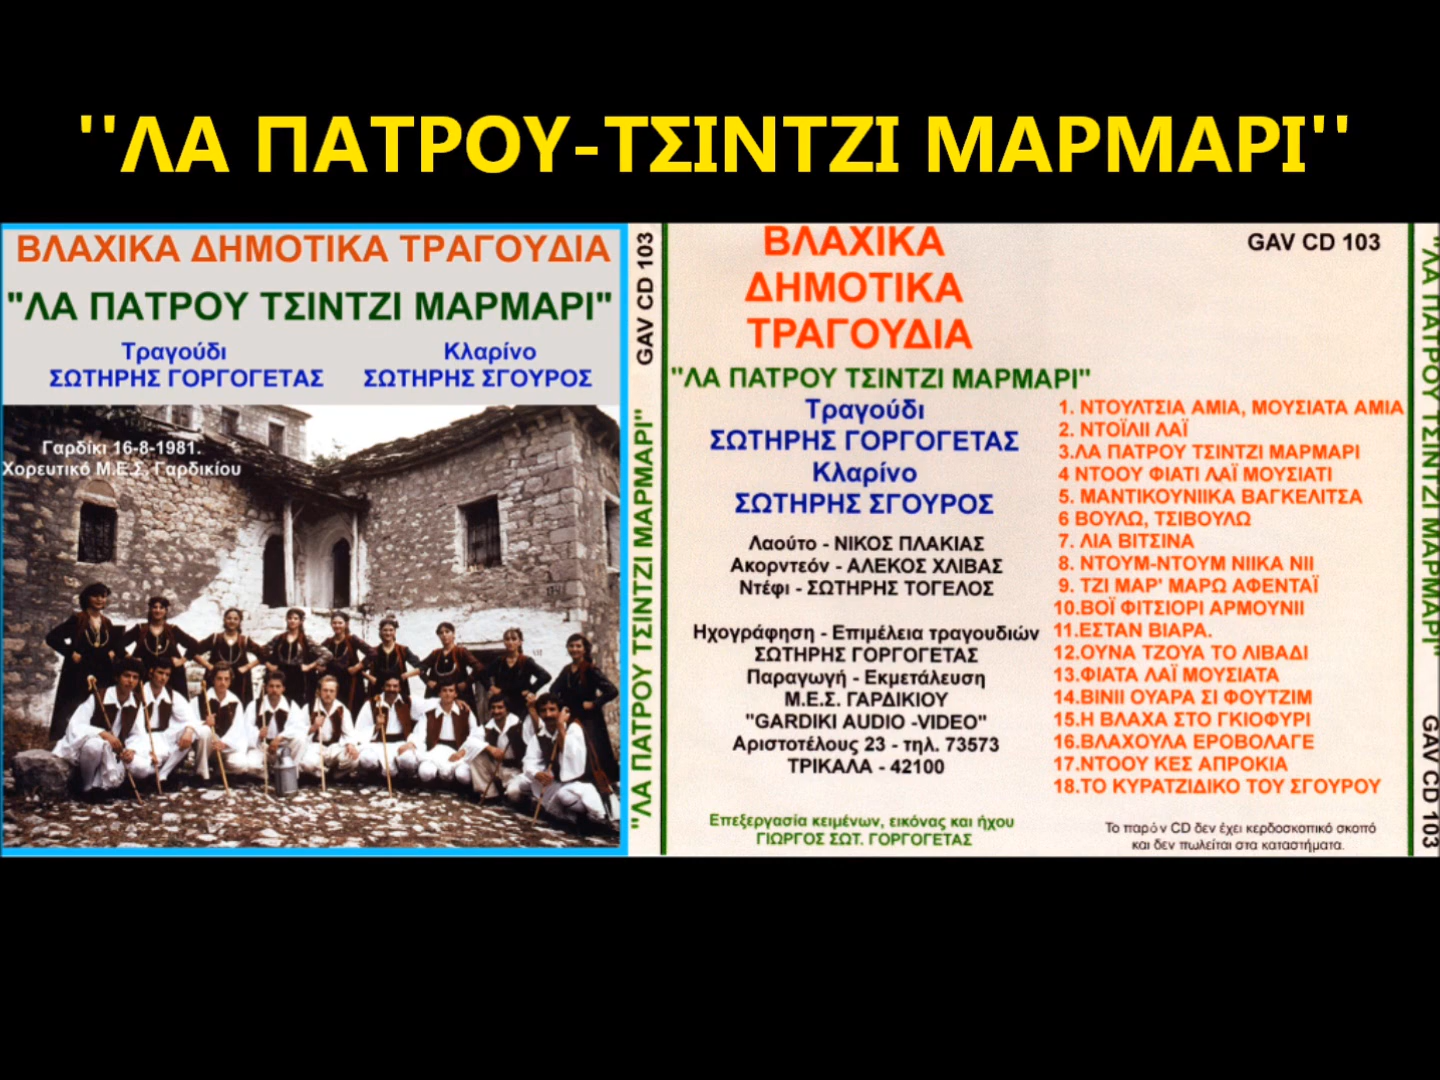 ''ΛΑ ΠΑΤΡΟΥ-ΤΣΙΝΤΖΙ ΜΑΡΜΑΡΙ''
ΒΛΑΧΙΚΑ ΔΗΜΟΤΙΚΑ ΤΡΑΓΟΥΔΙΑ
"ΛΑ ΠΑΤΡΟΥ ΤΣΙΝΤΖΙ ΜΑΡΜΑΡΙ"
Τραγούδι
ΣΩΤΗΡΗΣ ΓΟΡΓΟΓΕΤΑΣ
Κλαρίνο
ΣΩΤΗΡΗΣ ΣΓΟΥΡΟΣ
Γαρδίκι 16-8-1981.
Χορευτικό Μ.Ε.Σ. Γαρδικίου
GAV CD 103
"ΛΑ ΠΑΤΡΟΥ ΤΣΙΝΤΖΙ ΜΑΡΜΑΡΙ"
ΒΛΑΧΙΚΑ
ΔΗΜΟΤΙΚΑ
ΤΡΑΓΟΥΔΙΑ
GAV CD 103
"ΛΑ ΠΑΤΡΟΥ ΤΣΙΝΤΖΙ ΜΑΡΜΑΡΙ"
Τραγούδι
ΣΩΤΗΡΗΣ ΓΟΡΓΟΓΕΤΑΣ
Κλαρίνο
ΣΩΤΗΡΗΣ ΣΓΟΥΡΟΣ
Λαούτο - ΝΙΚΟΣ ΠΛΑΚΙΑΣ
Ακορντεόν - ΑΛΕΚΟΣ ΧΛΙΒΑΣ
Ντέφι - ΣΩΤΗΡΗΣ ΤΟΓΕΛΟΣ
Ηχογράφηση - Επιμέλεια τραγουδιών
ΣΩΤΗΡΗΣ ΓΟΡΓΟΓΕΤΑΣ
Παραγωγή - Εκμετάλευση
Μ.Ε.Σ. ΓΑΡΔΙΚΙΟΥ
"GARDIKI AUDIO -VIDEO"
Αριστοτέλους 23 - τηλ. 73573
ΤΡΙΚΑΛΑ - 42100
Επεξεργασία κειμένων, εικόνας και ήχου
ΓΙΩΡΓΟΣ ΣΩΤ. ΓΟΡΓΟΓΕΤΑΣ
1. ΝΤΟΥΛΤΣΙΑ ΑΜΙΑ, ΜΟΥΣΙΑΤΑ ΑΜΙΑ
2. ΝΤΟΪΛΙΙ ΛΑΪ
3.ΛΑ ΠΑΤΡΟΥ ΤΣΙΝΤΖΙ ΜΑΡΜΑΡΙ
4 ΝΤΟΟΥ ΦΙΑΤΙ ΛΑΪ ΜΟΥΣΙΑΤΙ
5. ΜΑΝΤΙΚΟΥΝΙΙΚΑ ΒΑΓΚΕΛΙΤΣΑ
6 ΒΟΥΛΩ, ΤΣΙΒΟΥΛΩ
7. ΛΙΑ ΒΙΤΣΙΝΑ
8. ΝΤΟΥΜ-ΝΤΟΥΜ ΝΙΙΚΑ ΝΙΙ
9. ΤΖΙ ΜΑΡ' ΜΑΡΩ ΑΦΕΝΤΑΪ
10.ΒΟΪ ΦΙΤΣΙΟΡΙ ΑΡΜΟΥΝΙΙ
11.ΕΣΤΑΝ ΒΙΑΡΑ.
12.ΟΥΝΑ ΤΖΟΥΑ ΤΟ ΛΙΒΑΔΙ
13.ΦΙΑΤΑ ΛΑΪ ΜΟΥΣΙΑΤΑ
14.ΒΙΝΙΙ ΟΥΑΡΑ ΣΙ ΦΟΥΤΖΙΜ
15.Η ΒΛΑΧΑ ΣΤΟ ΓΚΙΟΦΥΡΙ
16.ΒΛΑΧΟΥΛΑ ΕΡΟΒΟΛΑΓΕ
17.ΝΤΟΟΥ ΚΕΣ ΑΠΡΟΚΙΑ
18.ΤΟ ΚΥΡΑΤΖΙΔΙΚΟ ΤΟΥ ΣΓΟΥΡΟΥ
Το παρόν CD δεν έχει κερδοσκοπικό σκοπό
και δεν πωλείται στα καταστήματα.
"ΛΑ ΠΑΤΡΟΥ ΤΣΙΝΤΖΙ ΜΑΡΜΑΡΙ"
GAV CD 103